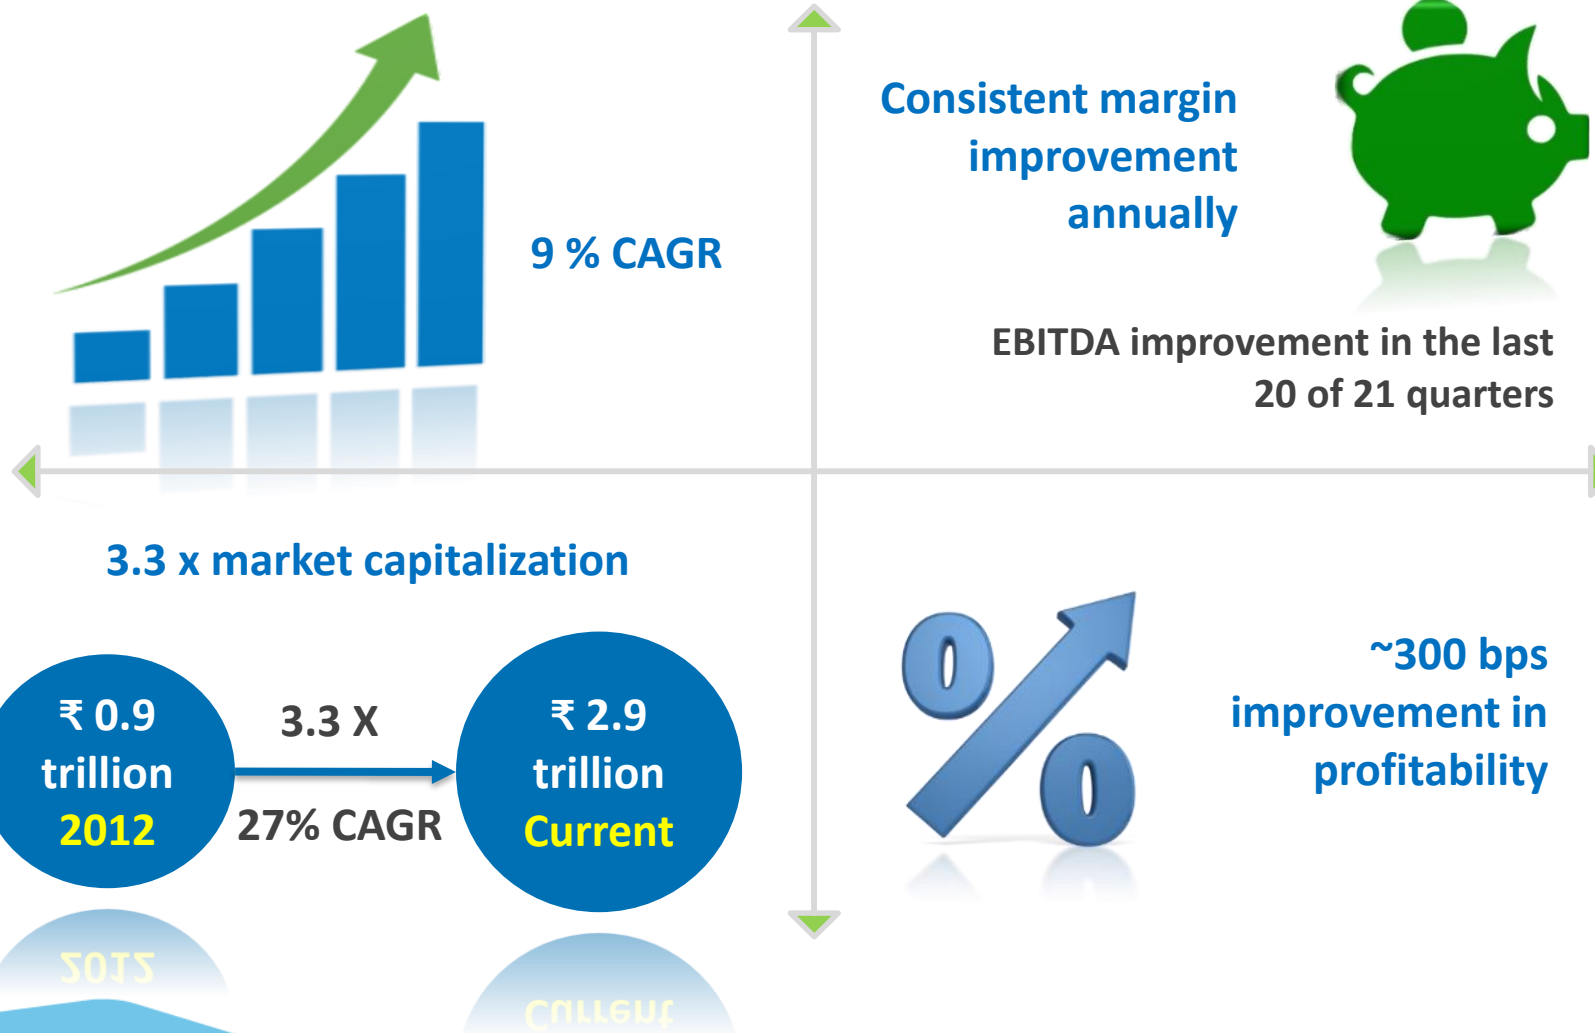 9 % CAGR
Consistent margin
improvement
annually
EBITDA improvement in the last
20 of 21 quarters
3.3 x market capitalization
₹ 0.9
trillion
2012
3.3 X
27% CAGR
₹ 2.9
trillion
Current
~300 bps
improvement in
profitability